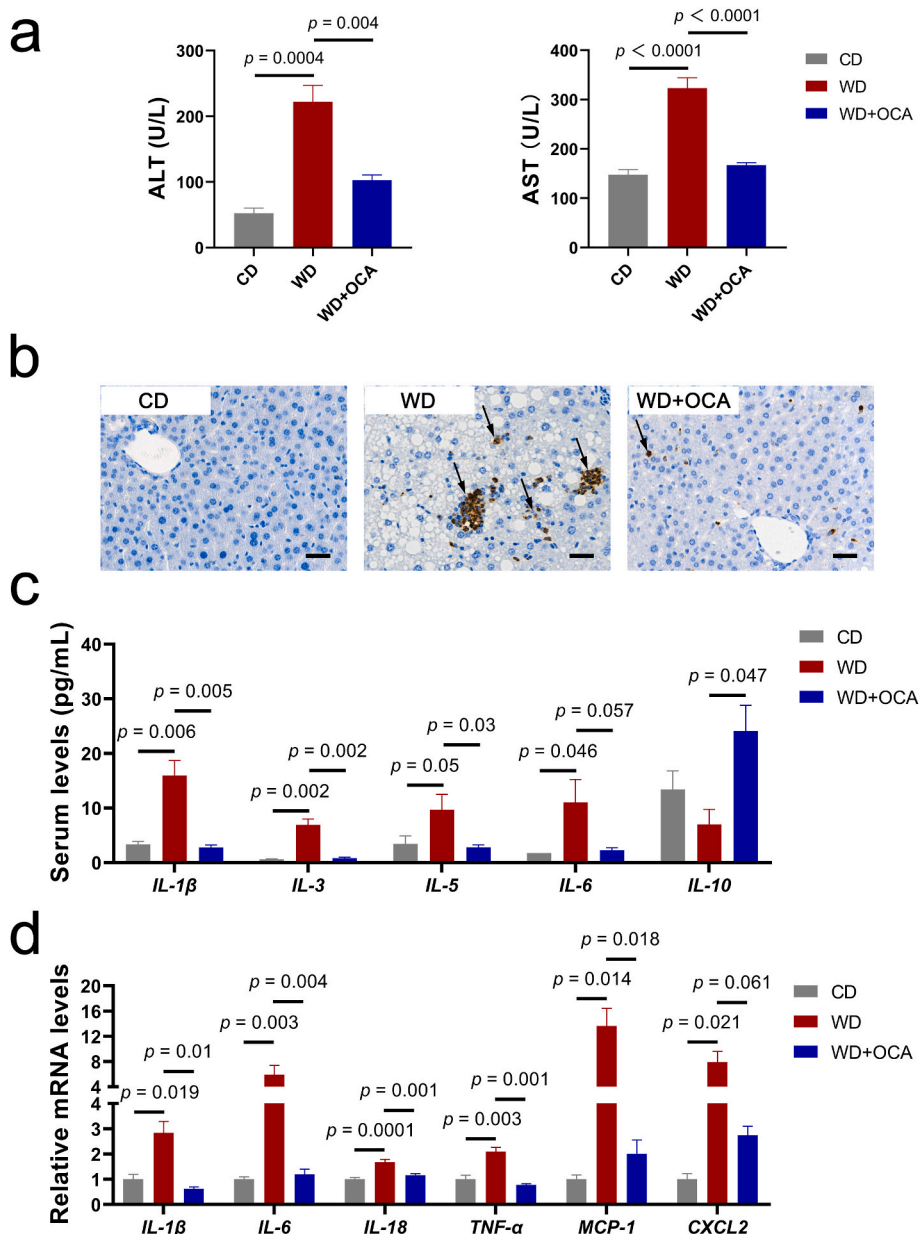 a
p = 0.004
p = 0.0004
300
200
100
0
ALT (U/L)
CD
WD
WD+OCA
p < 0.0001
p < 0.0001
400
300
200
100
0
AST (U/L)
CD
WD
WD+OCA
CD
WD
WD+OCA
b
CD
WD
WD+OCA
c
Serum levels (pg/mL)
40
30
20
10
0
p = 0.006
p = 0.005
p = 0.002
p = 0.002
p = 0.05
p = 0.03
p = 0.046
p = 0.057
p = 0.047
IL-1β
IL-3
IL-5
IL-6
IL-10
CD
WD
WD+OCA
d
Relative mRNA levels
20
16
12
8
4
4
3
2
1
0
p = 0.019
p = 0.01
p = 0.003
p = 0.004
p = 0.0001
p = 0.001
p = 0.003
p = 0.001
p = 0.014
p = 0.018
p = 0.021
p = 0.061
IL-1ß
IL-6
IL-18
TNF-α
MCP-1
CXCL2
CD
WD
WD+OCA